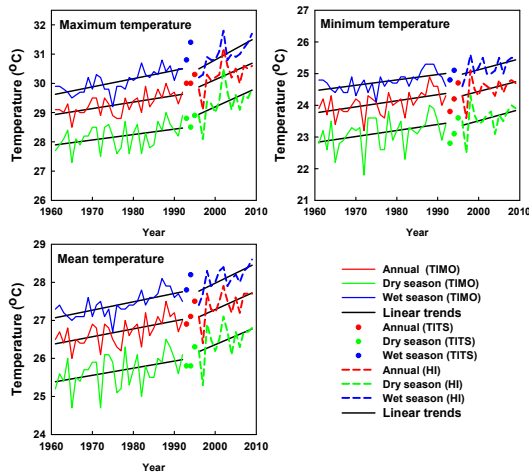 Maximum temperature
Temperature (OC)
33
32
31
30
29
28
27
26
1960 1970 1980 1990 2000 2010
Year
Minimum temperature
Temperature (OC)
26
25
24
23
22
21
1960 1970 1980 1990 2000 2010
Year
Mean temperature
Temperature (OC)
29
28
27
26
25
24
1960 1970 1980 1990 2000 2010
Year
Annual (TIMO)
Dry season (TIMO)
Wet season (TIMO)
Linear trends
Annual (TITS)
Dry season (TITS)
Wet season (TITS)
Annual (HI)
Dry season (HI)
Wet season (HI)
Linear trends